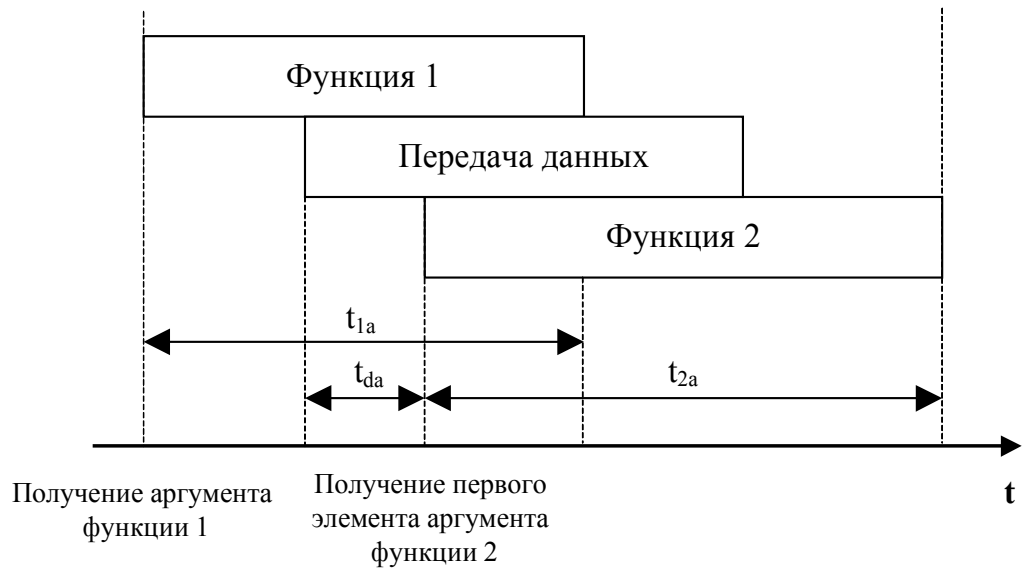 Функция 1
Передача данных
Функция 2
t1a
tda
t2a
t
Получение аргумента
функции 1
Получение первого
элемента аргумента
функции 2